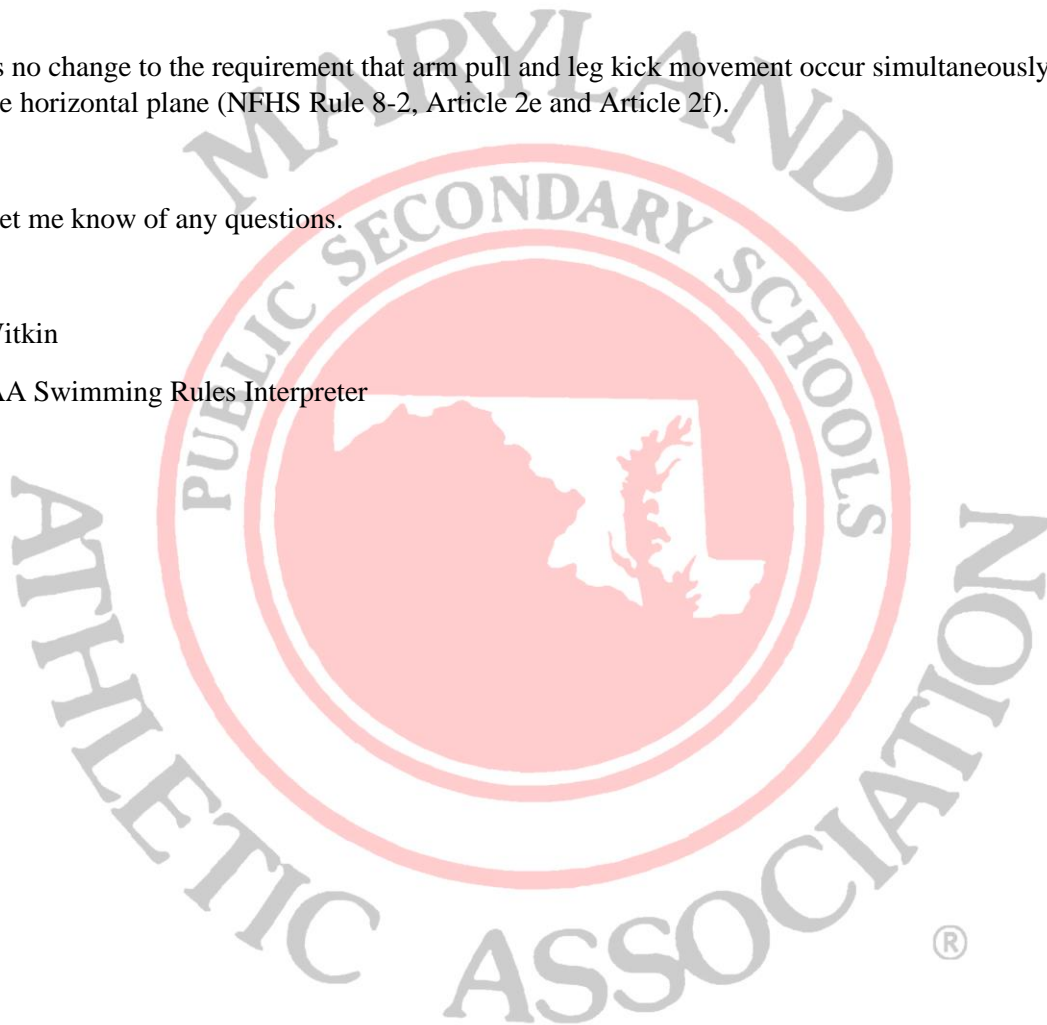 s no change to the requirement that arm pull and leg kick movement occur simultaneously
e horizontal plane (NFHS Rule 8-2, Article 2e and Article 2f).
et me know of any questions.
Vitkin
AA Swimming Rules Interpreter
MARYLAND
PUBLIC SECONDARY SCHOOLS
ATHLETIC ASSOCIATION
®